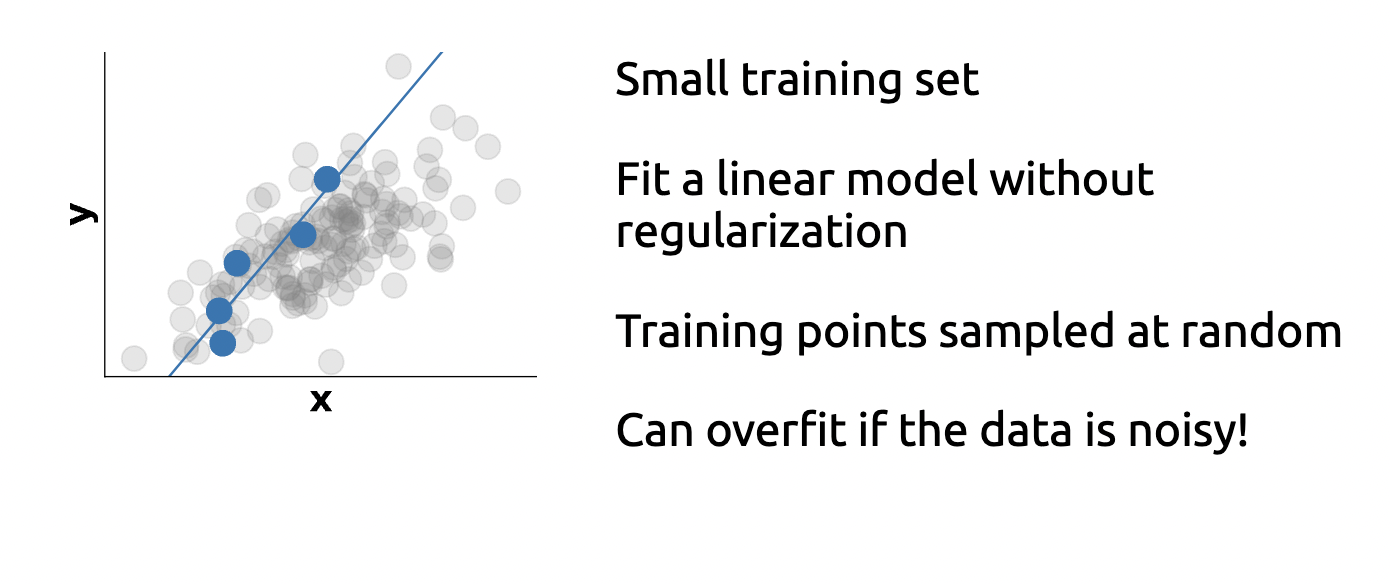 y
x
Small training set
Fit a linear model without
regularization
Training points sampled at random
Can overfit if the data is noisy!